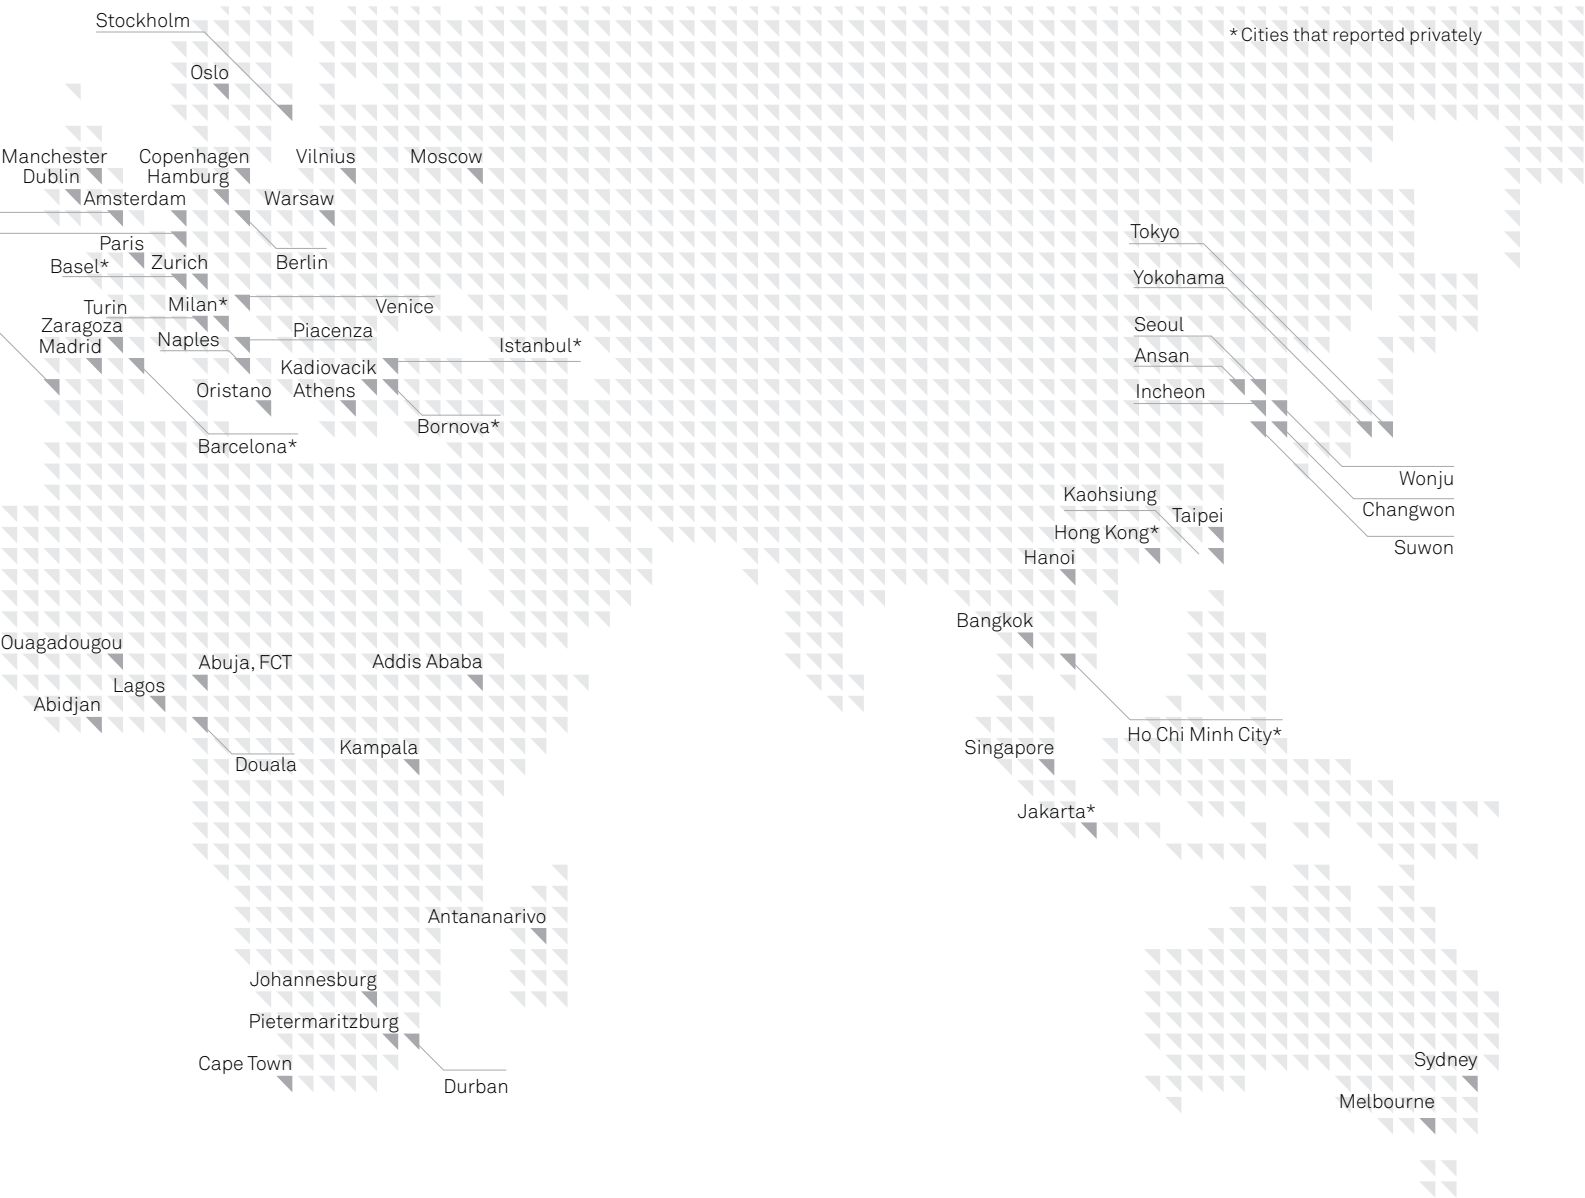 Stockholm
* Cities that reported privately
Oslo
Manchester
Copenhagen
Vilnius
Moscow
Dublin
Hamburg
Amsterdam
Warsaw
Paris
Basel*
Zurich
Berlin
Tokyo
Yokohama
Turin
Milan*
Venice
Zaragoza
Piacenza
Seoul
Madrid
Naples
Istanbul*
Ansan
Kadiovacik
Oristano
Athens
Incheon
Bornova*
Barcelona*
Wonju
Kaohsiung
Changwon
Taipei
Hong Kong*
Suwon
Hanoi
Bangkok
Ouagadougou
Abuja, FCT
Addis Ababa
Lagos
Abidjan
Ho Chi Minh City*
Kampala
Singapore
Douala
Jakarta*
Antananarivo
Johannesburg
Pietermaritzburg
Cape Town
Sydney
Durban
Melbourne